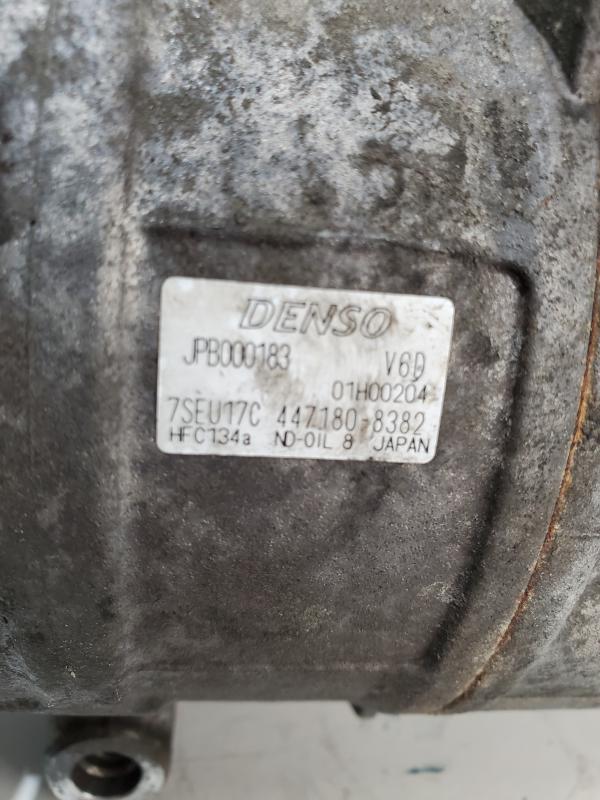 DENSO
JPB000183 V6D
01H00204
7SEU17C 447180-8382
HFC134a ND-OIL 8 JAPAN